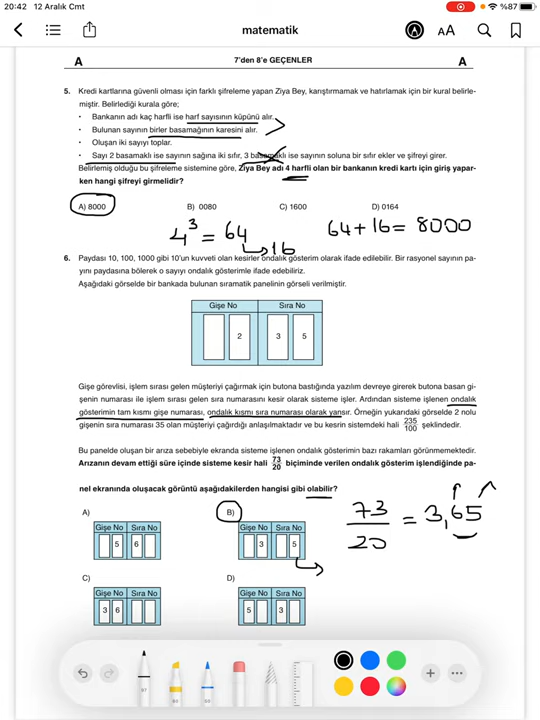 20:42 12 Aralık Cmt
%87
matematik
AA
A
7'den 8'e GEÇENLER
A
5. Kredi kartlarına güvenli olması için farklı şifreleme yapan Ziya Bey, karıştırmamak ve hatırlamak için bir kural belirle-
miştir. Belirlediği kurala göre;
• Bankanın adı kaç harfli ise harf sayısının küpünü alır.
• Bulunan sayının birler basamağının karesini alır.
• Oluşan iki sayıyı toplar.
• Sayı 2 basamaklı ise sayının sağına iki sıfır, 3 basamaklı ise sayının soluna bir sıfır ekler ve şifreyi girer.
Belirlemiş olduğu bu şifreleme sistemine göre, Ziya Bey adı 4 harfli olan bir bankanın kredi kartı için giriş yapar-
ken hangi şifreyi girmelidir?
A) 8000 B) 0080 C) 1600 D) 0164
4³ = 64
16
64+16= 8000
6. Paydası 10, 100, 1000 gibi 10'un kuvveti olan kesirler ondalık gösterim olarak ifade edilebilir. Bir rasyonel sayının pa-
yını paydasına bölerek o sayıyı ondalık gösterimle ifade edebiliriz.
Aşağıdaki görselde bir bankada bulunan sıramatik panelinin görseli verilmiştir.
Gişe No Sıra No
2 3 5
Gişe görevlisi, işlem sırası gelen müşteriyi çağırmak için butona bastığında yazılım devreye girerek butona basan gi-
şenin numarası ile işlem sırası gelen sıra numarasını kesir olarak sisteme işler. Ardından sisteme işlenen ondalık
gösterimin tam kısmı gişe numarası, ondalık kısmı sıra numarası olarak yansır. Örneğin yukarıdaki görselde 2 nolu
gişenin sıra numarası 35 olan müşteriyi çağırdığı anlaşılmaktadır ve bu kesrin sistemdeki hali 235/100 şeklindedir.
Bu panelde oluşan bir arıza sebebiyle ekranda sisteme işlenen ondalık gösterimin bazı rakamları görünmemektedir.
Arızanın devam ettiği süre içinde sisteme kesir hali 73/20 biçiminde verilen ondalık gösterim işlendiğinde pa-
nel ekranında oluşacak görüntü aşağıdakilerden hangisi gibi olabilir?
73/20 = 3,65
A) B)
Gişe No Sıra No Gişe No Sıra No
5 6 3 5
C) D)
Gişe No Sıra No Gişe No Sıra No
3 6 5 3